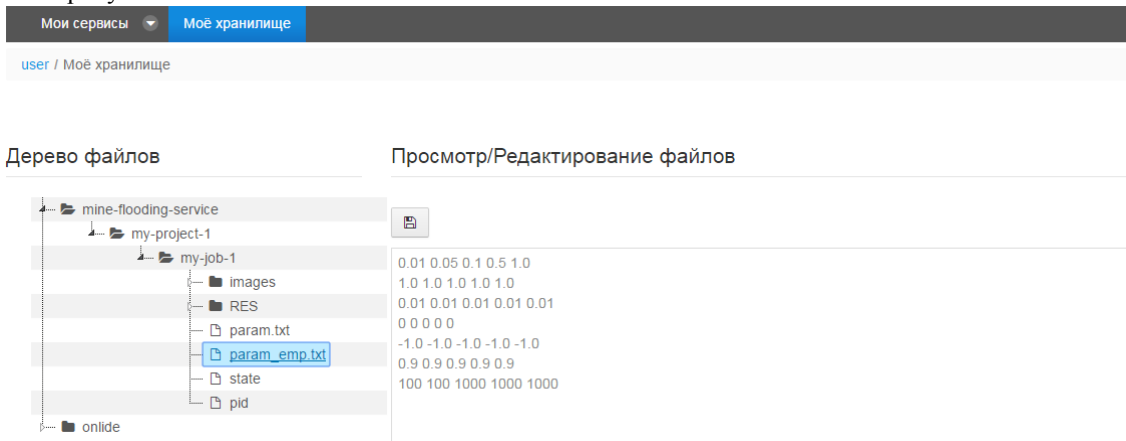 Мои сервисы Моё хранилище
user / Моё хранилище
Дерево файлов
mine-flooding-service
my-project-1
my-job-1
images
RES
param.txt
param_emp.txt
state
pid
onlide
Просмотр/Редактирование файлов
0.01 0.05 0.1 0.5 1.0
1.0 1.0 1.0 1.0 1.0
0.01 0.01 0.01 0.01 0.01
0 0 0 0 0
-1.0 -1.0 -1.0 -1.0 -1.0
0.9 0.9 0.9 0.9 0.9
100 100 1000 1000 1000